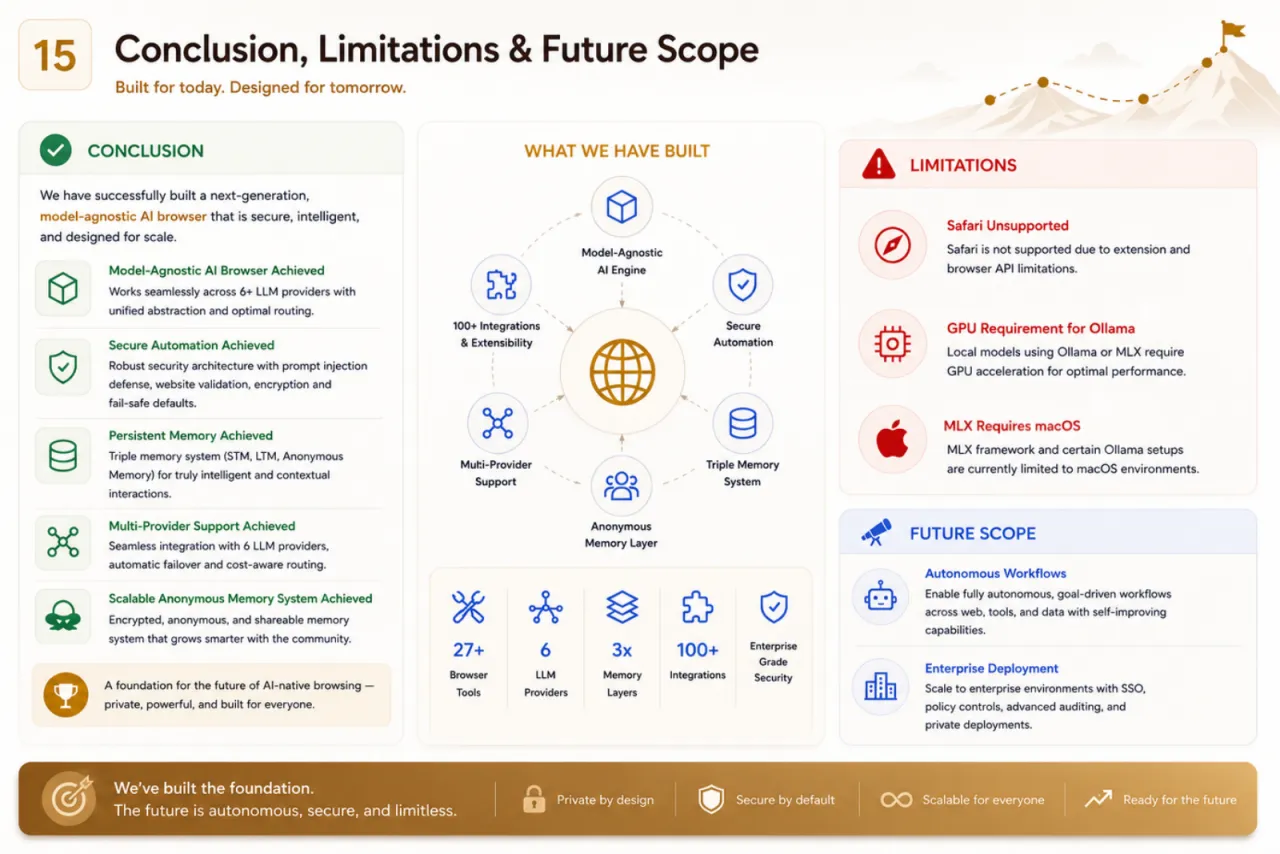 15
Conclusion, Limitations & Future Scope
Built for today. Designed for tomorrow.
CONCLUSION
We have successfully built a next-generation,
model-agnostic AI browser that is secure, intelligent,
and designed for scale.
Model-Agnostic AI Browser Achieved
Works seamlessly across 6+ LLM providers with
unified abstraction and optimal routing.
Secure Automation Achieved
Robust security architecture with prompt injection
defense, website validation, encryption and
fail-safe defaults.
Persistent Memory Achieved
Triple memory system (STM, LTM, Anonymous
Memory) for truly intelligent and contextual
interactions.
Multi-Provider Support Achieved
Seamless integration with 6 LLM providers,
automatic failover and cost-aware routing.
Scalable Anonymous Memory System Achieved
Encrypted, anonymous, and shareable memory
system that grows smarter with the community.
A foundation for the future of AI-native browsing —
private, powerful, and built for everyone.
WHAT WE HAVE BUILT
Model-Agnostic
AI Engine
Secure
Automation
Triple Memory
System
Anonymous
Memory Layer
Multi-Provider
Support
100+ Integrations
& Extensibility
27+
Browser
Tools
6
LLM
Providers
3x
Memory
Layers
100+
Integrations
Enterprise
Grade
Security
LIMITATIONS
Safari Unsupported
Safari is not supported due to extension and
browser API limitations.
GPU Requirement for Ollama
Local models using Ollama or MLX require
GPU acceleration for optimal performance.
MLX Requires macOS
MLX framework and certain Ollama setups
are currently limited to macOS environments.
FUTURE SCOPE
Autonomous Workflows
Enable fully autonomous, goal-driven workflows
across web, tools, and data with self-improving
capabilities.
Enterprise Deployment
Scale to enterprise environments with SSO,
policy controls, advanced auditing, and
private deployments.
We've built the foundation.
The future is autonomous, secure, and limitless.
Private by design
Secure by default
Scalable for everyone
Ready for the future